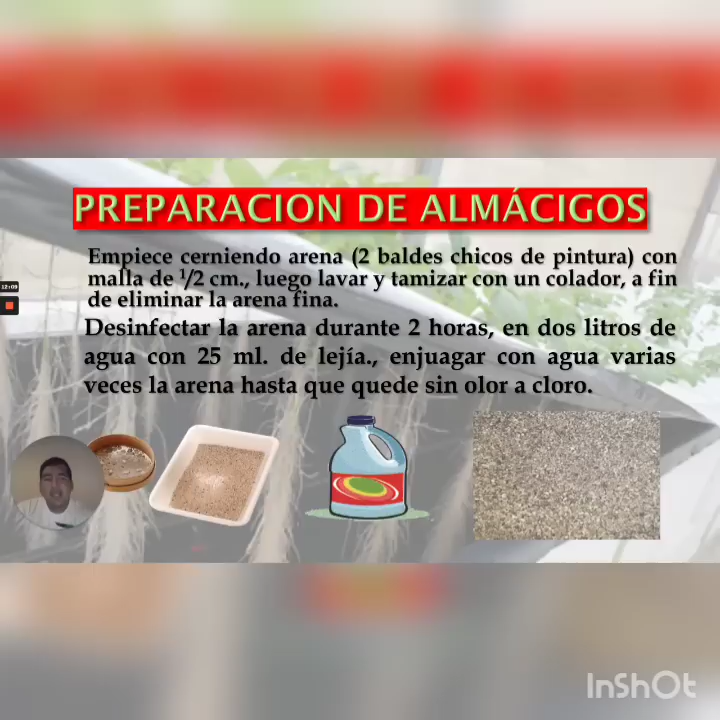 PREPARACION DE ALMÁCIGOS
Empiece cerniendo arena (2 baldes chicos de pintura) con
malla de ½ cm., luego lavar y tamizar con un colador, a fin
de eliminar la arena fina.
12:09
Desinfectar la arena durante 2 horas, en dos litros de
agua con 25 ml. de lejía., enjuagar con agua varias
veces la arena hasta que quede sin olor a cloro.
InShOt